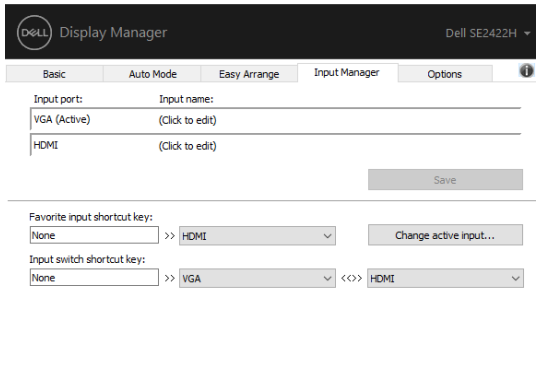 DELL Display Manager Dell SE2422H
Basic Auto Mode Easy Arrange Input Manager Options
Input port: Input name:
VGA (Active) (Click to edit)
HDMI (Click to edit)
Save
Favorite input shortcut key:
None >> HDMI Change active input...
Input switch shortcut key:
None >> VGA <<>> HDMI